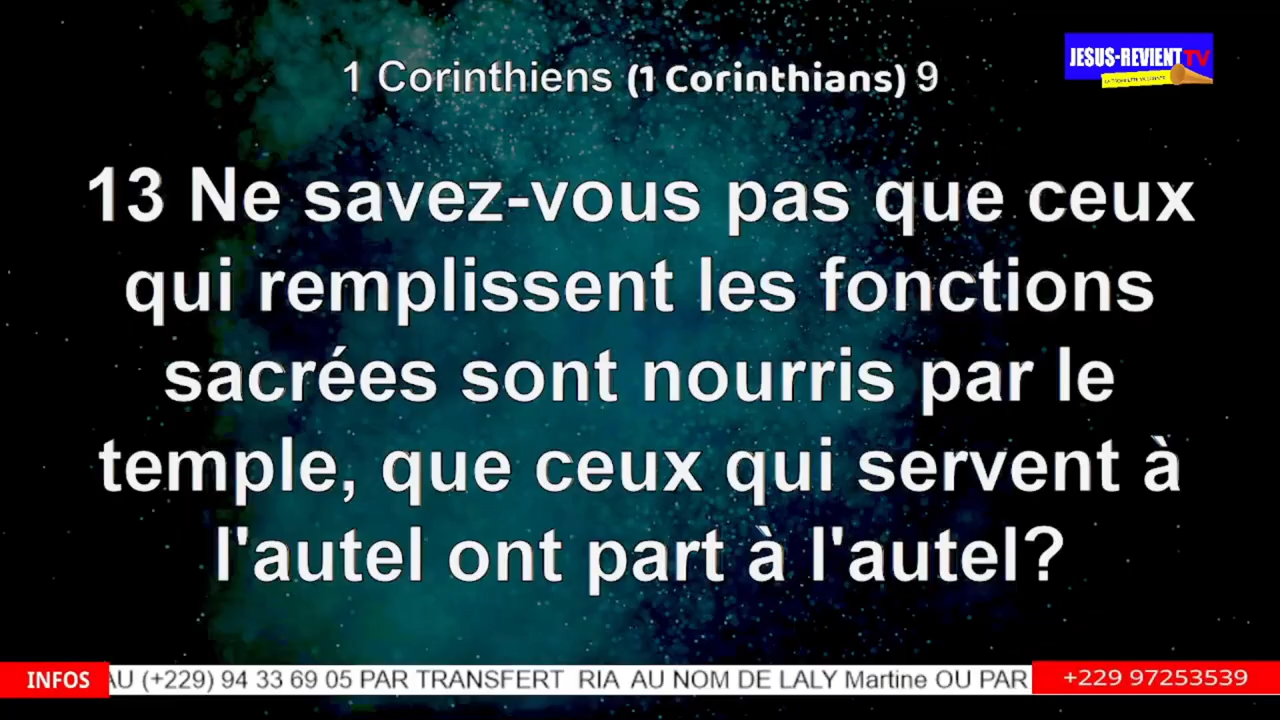 1 Corinthiens (1 Corinthians) 9
JESUS-REVIENT TV
13 Ne savez-vous pas que ceux
qui remplissent les fonctions
sacrées sont nourris par le
temple, que ceux qui servent à
l'autel ont part à l'autel?
INFOS
AU (+229) 94 33 69 05 PAR TRANSFERT RIA AU NOM DE LALY Martine OU PAR
+229 97253539